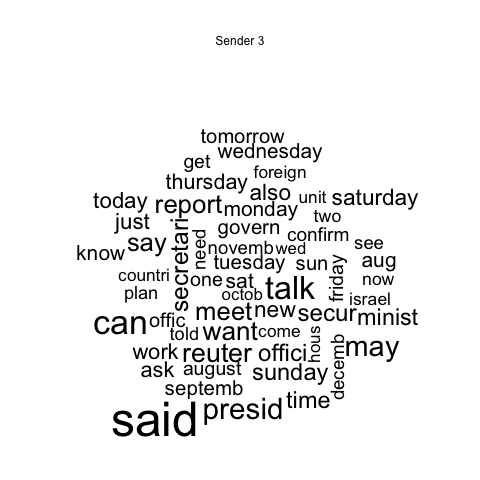 Sender 3
tomorrow
wednesday
get
foreign
thursday
also
unit
saturday
today
report
monday
two
just
govern
confirm
say
secretari
need
novemb
wed
see
know
tuesday
sun
friday
aug
countri
one
sat
talk
now
plan
octob
israel
meet
new
secur
minist
can
offic
told
want
come
hous
may
work
reuter
offici
decemb
ask
august
sunday
septemb
time
said
presid